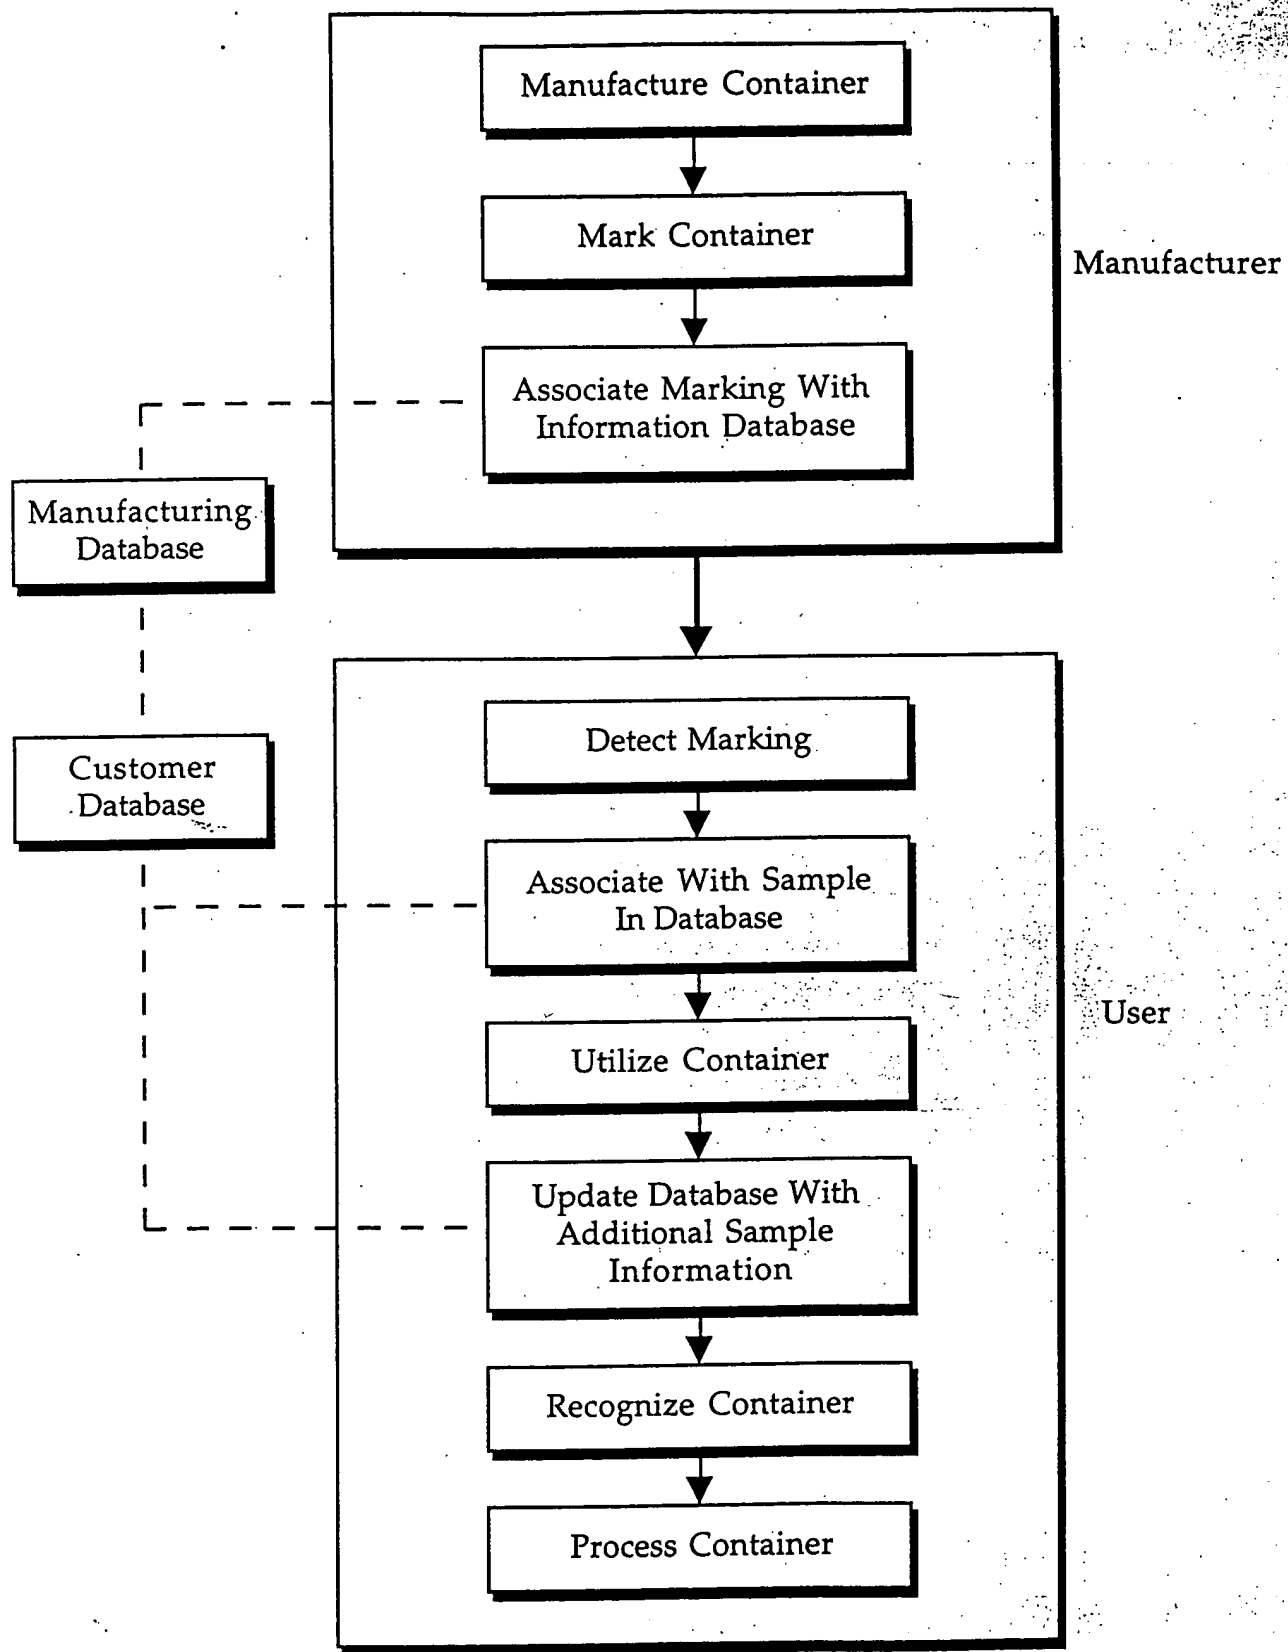 Manufacture Container
Mark Container
Manufacturer
Associate Marking With
Information Database
Manufacturing
Database
Detect Marking
Customer
Database
Associate With Sample
In Database
User
Utilize Container
Update Database With
Additional Sample
Information
Recognize Container
Process Container